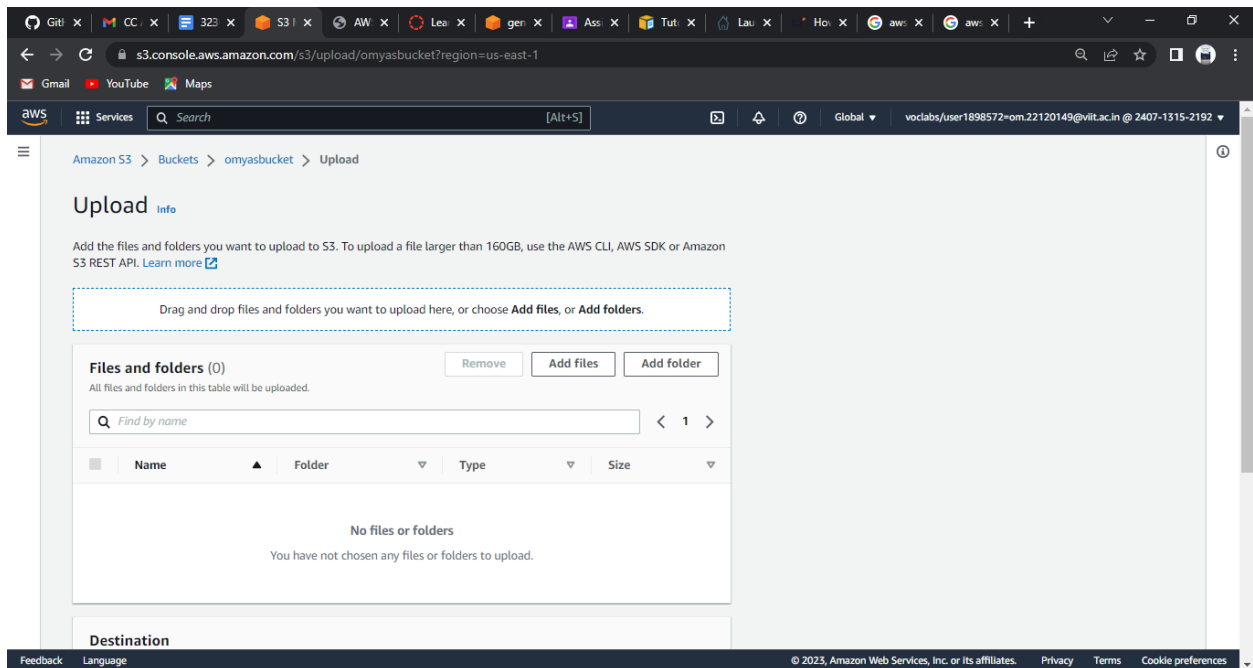 Gitl
CC
323
S3
AW
Lea
gen
Assi
Tut
Lau
Hov
aws
aws
s3.console.aws.amazon.com/s3/upload/omyasbucket?region=us-east-1
Gmail YouTube Maps
aws Services Search [Alt+S] Global voclabs/user1898572=om.22120149@viit.ac.in @ 2407-1315-2192
Amazon S3 > Buckets > omyasbucket > Upload
Upload Info
Add the files and folders you want to upload to S3. To upload a file larger than 160GB, use the AWS CLI, AWS SDK or Amazon
S3 REST API. Learn more
Drag and drop files and folders you want to upload here, or choose Add files, or Add folders.
Files and folders (0) Remove Add files Add folder
All files and folders in this table will be uploaded.
Find by name 1
Name Folder Type Size
No files or folders
You have not chosen any files or folders to upload.
Destination
Feedback Language © 2023, Amazon Web Services, Inc. or its affiliates. Privacy Terms Cookie preferences